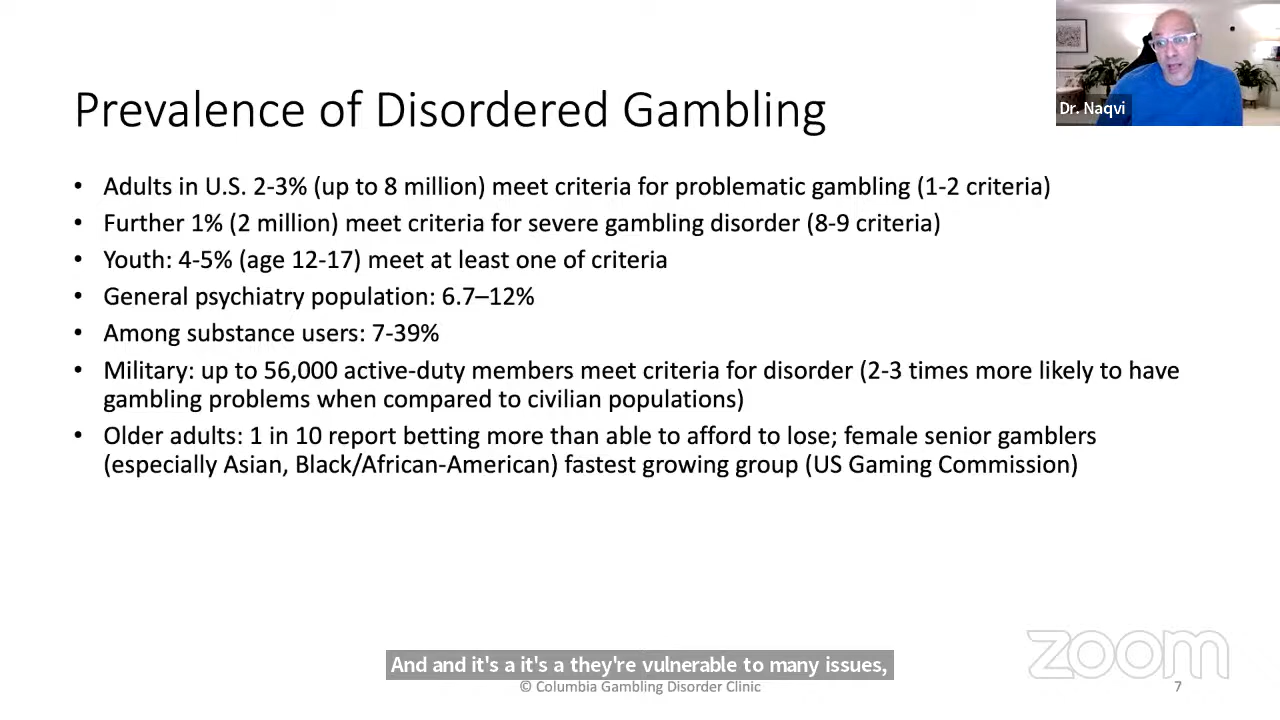 Dr. Naqvi
Prevalence of Disordered Gambling
• Adults in U.S. 2-3% (up to 8 million) meet criteria for problematic gambling (1-2 criteria)
• Further 1% (2 million) meet criteria for severe gambling disorder (8-9 criteria)
• Youth: 4-5% (age 12-17) meet at least one of criteria
• General psychiatry population: 6.7–12%
• Among substance users: 7-39%
• Military: up to 56,000 active-duty members meet criteria for disorder (2-3 times more likely to have
gambling problems when compared to civilian populations)
• Older adults: 1 in 10 report betting more than able to afford to lose; female senior gamblers
(especially Asian, Black/African-American) fastest growing group (US Gaming Commission)
And and it's a it's a they're vulnerable to many issues,
zoom
© Columbia Gambling Disorder Clinic
7